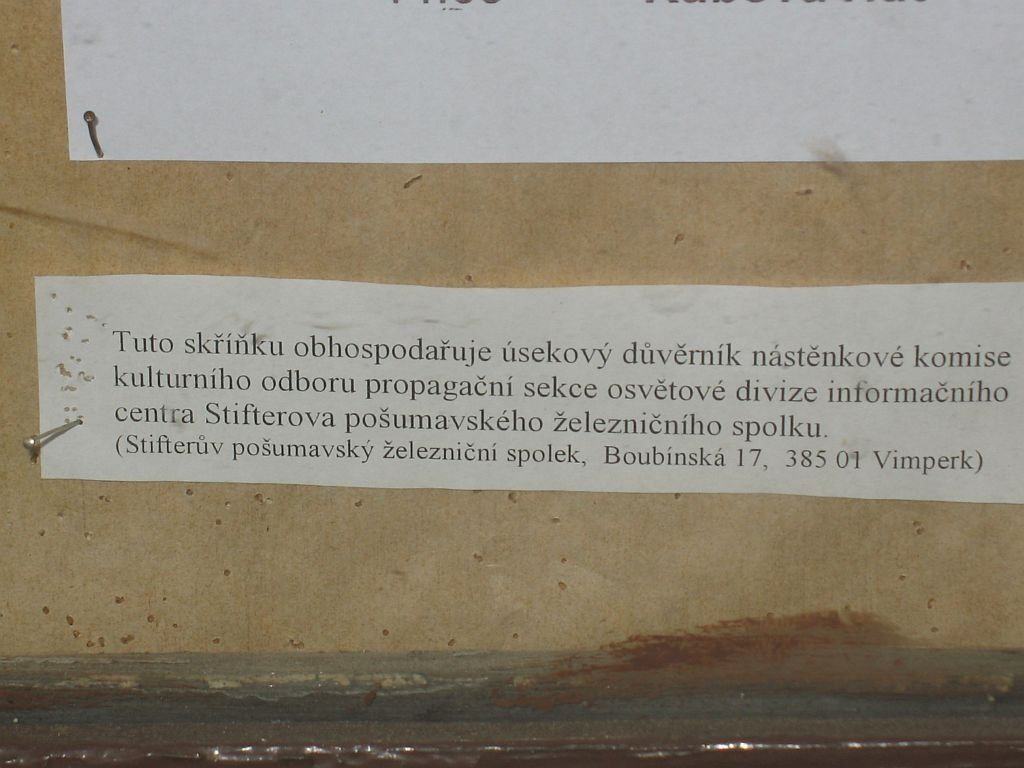 Tuto skříňku obhospodařuje úsekový důvěrník nástěnkové komise
kulturního odboru propagační sekce osvětové divize informačního
centra Stifterova pošumavského železničního spolku.
(Stifterův pošumavský železniční spolek, Boubínská 17, 385 01 Vimperk)